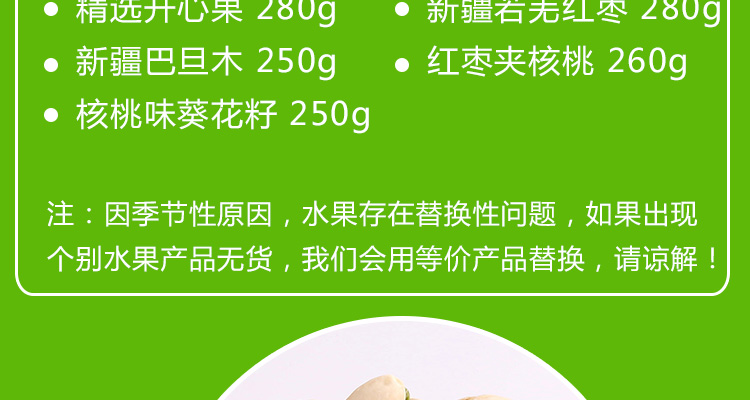 • 精选开心果 280g
• 新疆若羌红枣 280g
• 新疆巴旦木 250g
• 红枣夹核桃 260g
• 核桃味葵花籽 250g
注：因季节性原因，水果存在替换性问题，如果出现
个别水果产品无货，我们会用等价产品替换，请谅解！